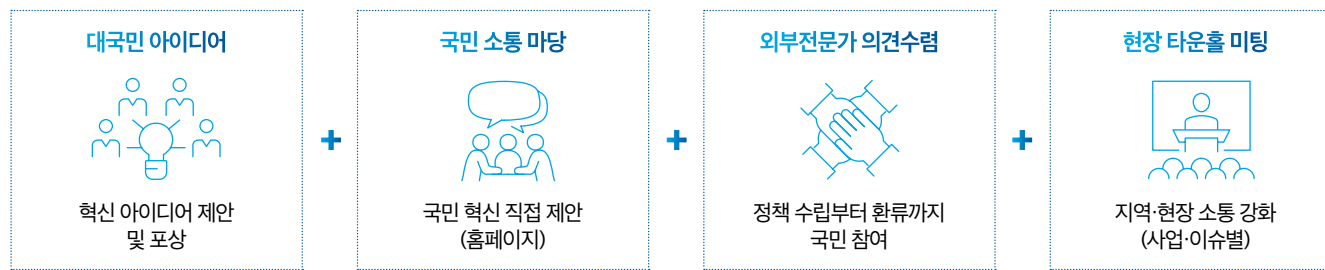 대국민 아이디어
혁신 아이디어 제안
및 포상
+
국민 소통 마당
국민 혁신 직접 제안
(홈페이지)
+
외부전문가 의견수렴
정책 수립부터 환류까지
국민 참여
+
현장 타운홀 미팅
지역·현장 소통 강화
(사업·이슈별)